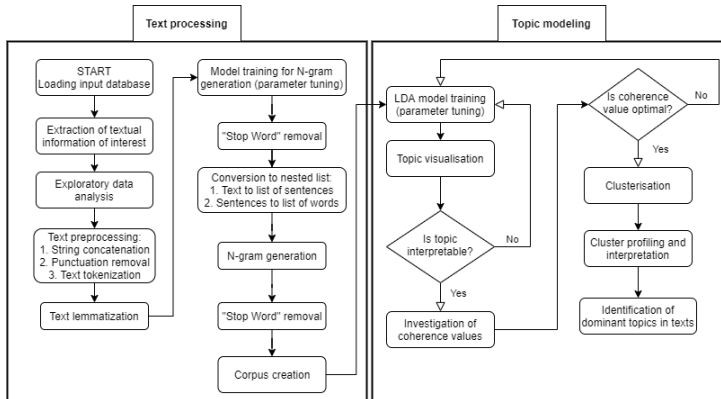 Text processing
START
Loading input database
Extraction of textual
information of interest
Exploratory data
analysis
Text preprocessing:
1. String concatenation
2. Punctuation removal
3. Text tokenization
Text lemmatization
Model training for N-gram
generation (parameter tuning)
"Stop Word" removal
Conversion to nested list:
1. Text to list of sentences
2. Sentences to list of words
N-gram generation
"Stop Word" removal
Corpus creation
Topic modeling
LDA model training
(parameter tuning)
Topic visualisation
Is topic
interpretable?
No
Yes
Investigation of
coherence values
Is coherence
value optimal?
No
Yes
Clusterisation
Cluster profiling and
interpretation
Identification of
dominant topics in texts